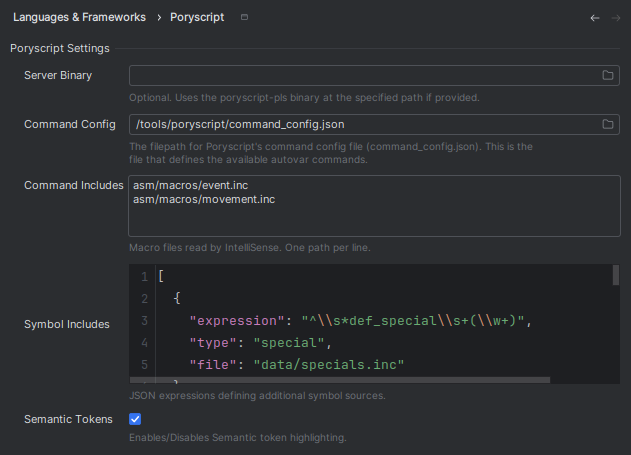 Languages & Frameworks › Poryscript
Poryscript Settings
Server Binary
Optional. Uses the poryscript-pls binary at the specified path if provided.
Command Config /tools/poryscript/command_config.json
The filepath for Poryscript's command config file (command_config.json). This is the
file that defines the available autovar commands.
Command Includes asm/macros/event.inc
asm/macros/movement.inc
Macro files read by IntelliSense. One path per line.
1 [
2 {
3 "expression": "^\\s*def_special\\s+(\\w+)",
Symbol Includes
4 "type": "special",
5 "file": "data/specials.inc"
JSON expressions defining additional symbol sources.
Semantic Tokens
Enables/Disables Semantic token highlighting.